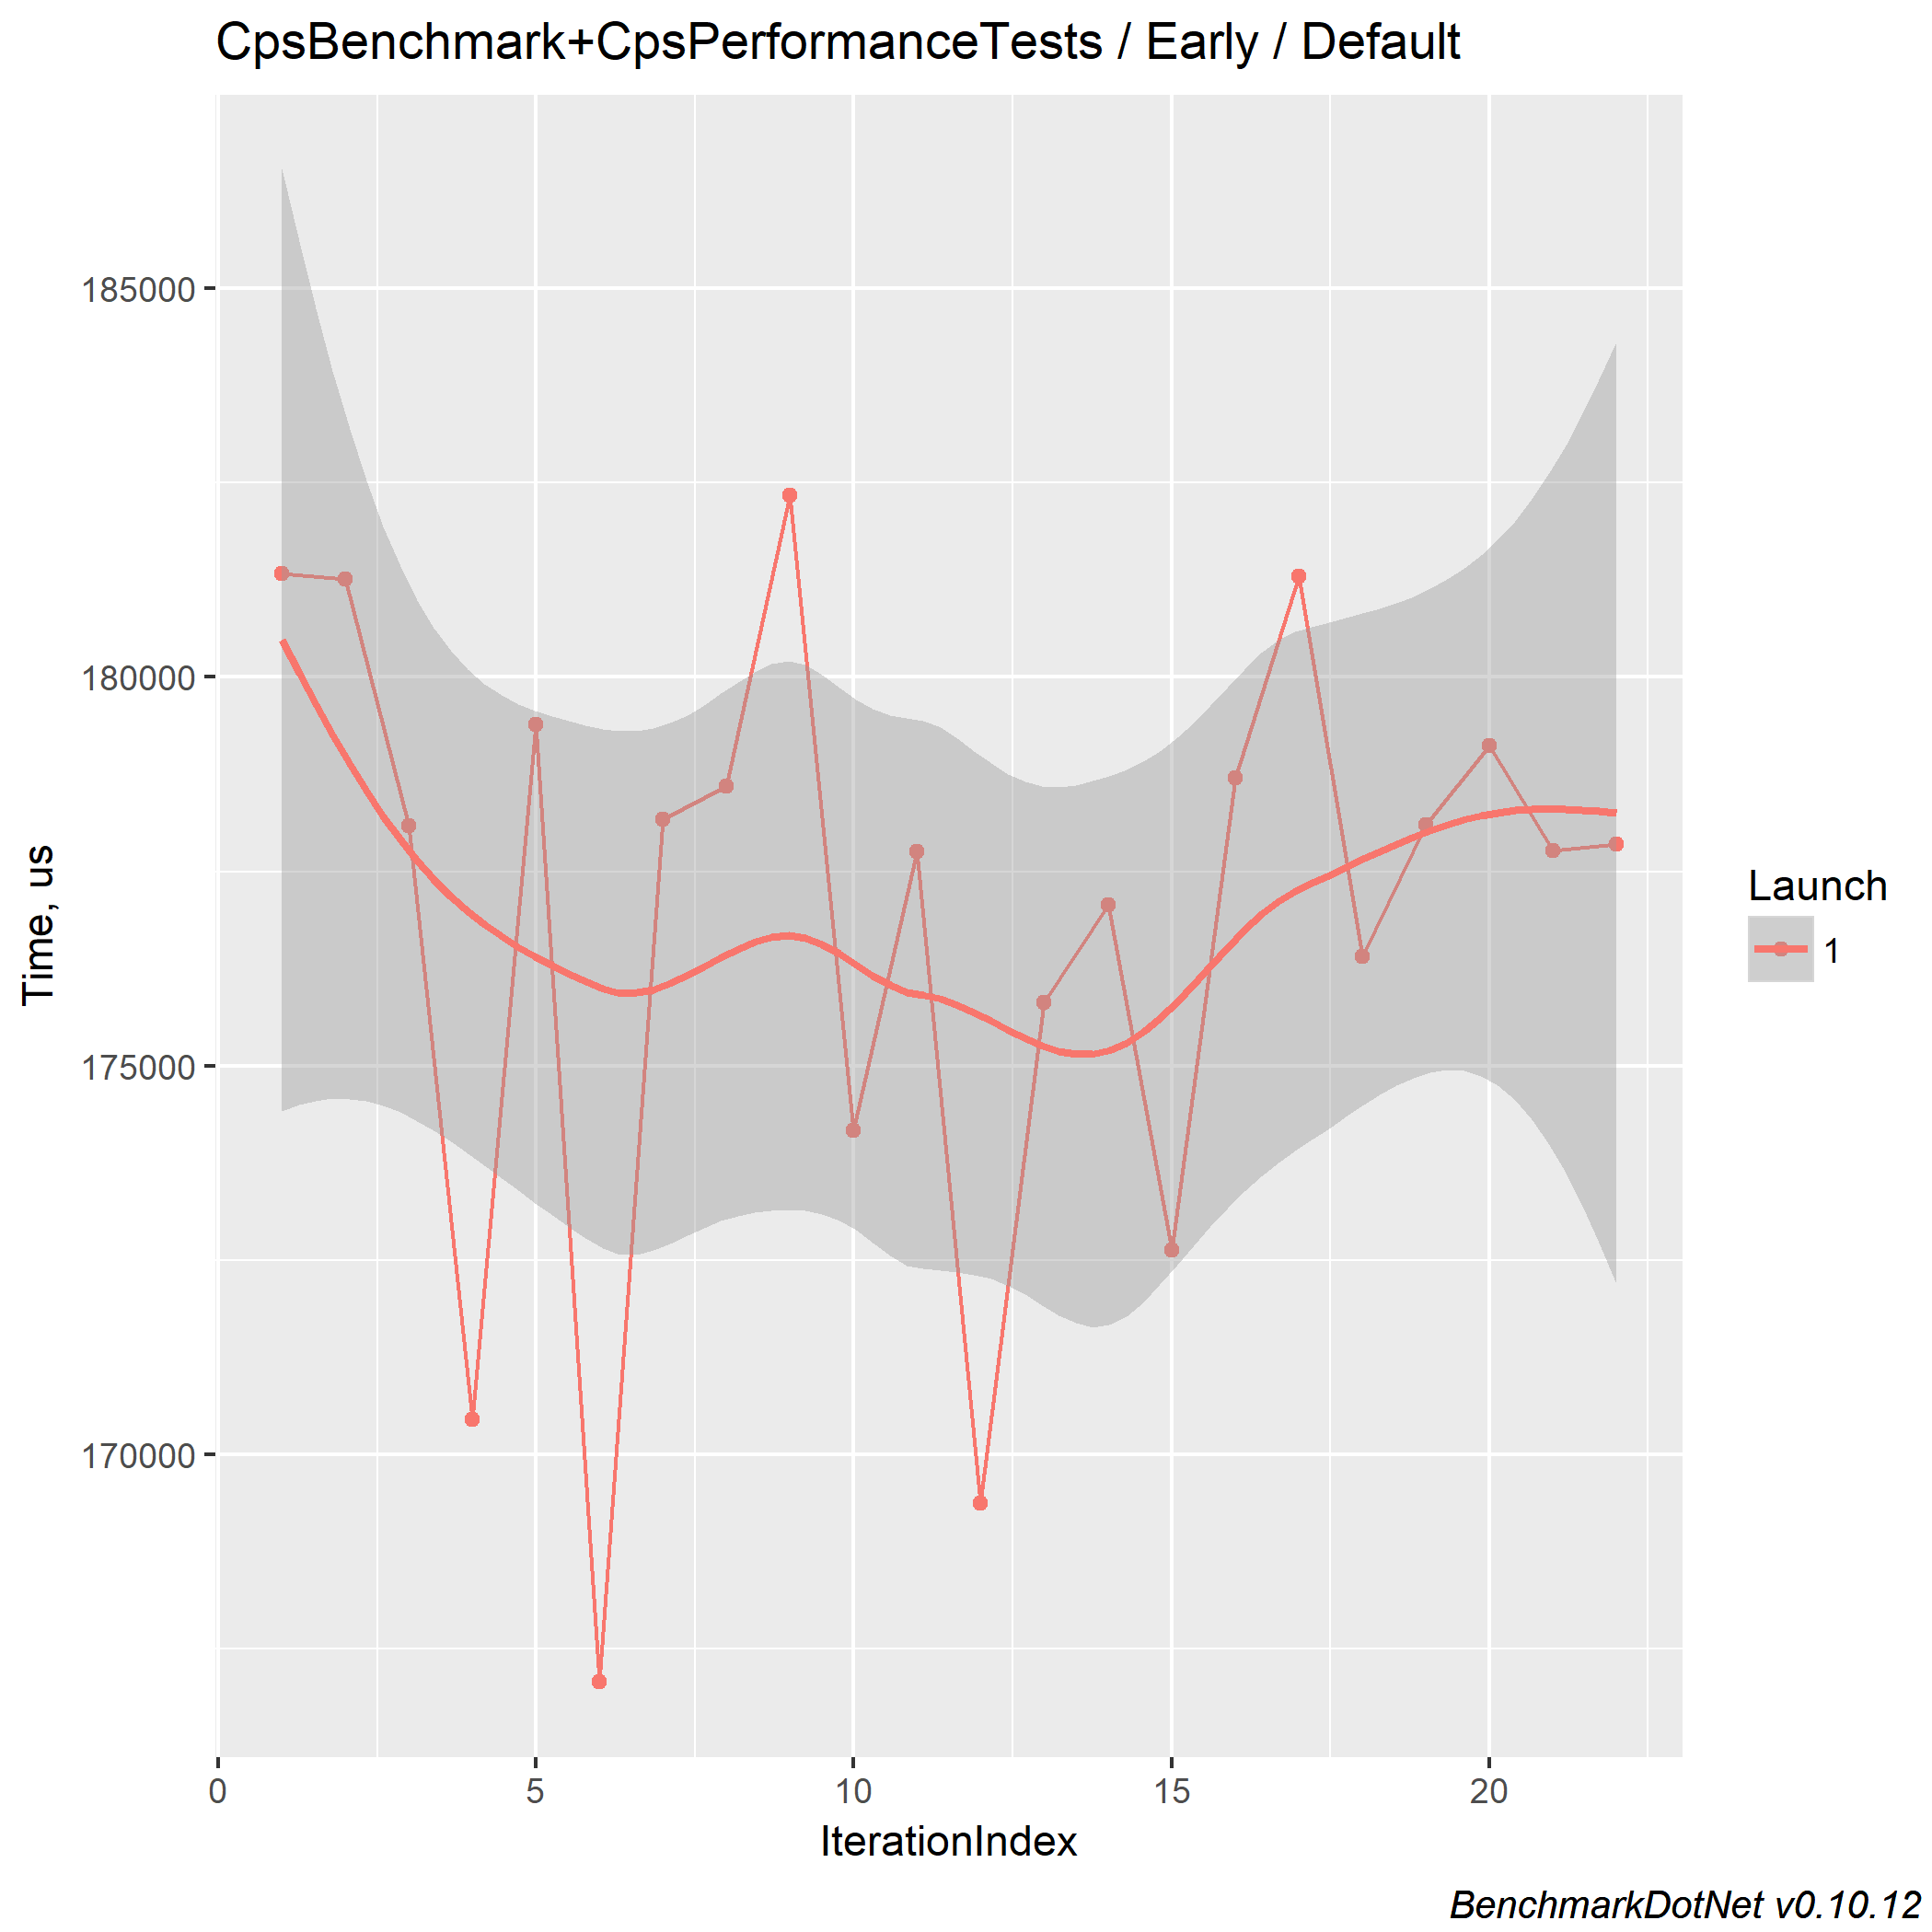 CpsBenchmark+CpsPerformanceTests / Early / Default
185000
180000
175000
170000
Time, us
0 5 10 15 20
IterationIndex
Launch
1
BenchmarkDotNet v0.10.12